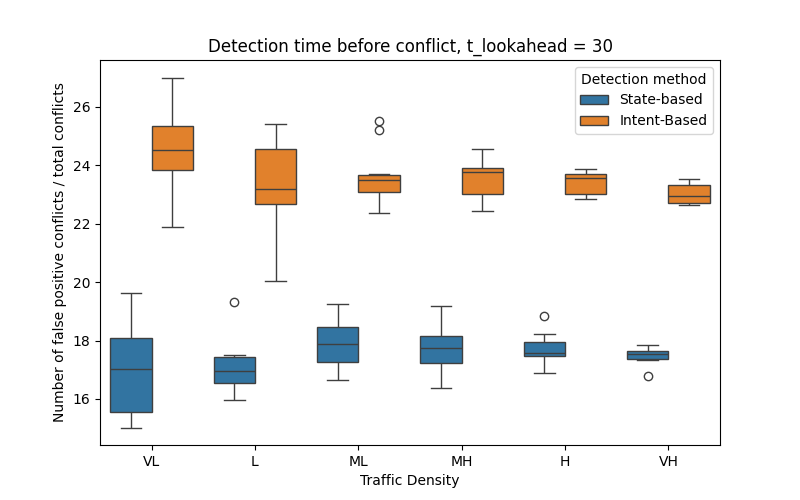 Detection time before conflict, t_lookahead = 30
Number of false positive conflicts / total conflicts
26
24
22
20
18
16
Detection method
State-based
Intent-Based
VL L ML MH H VH
Traffic Density